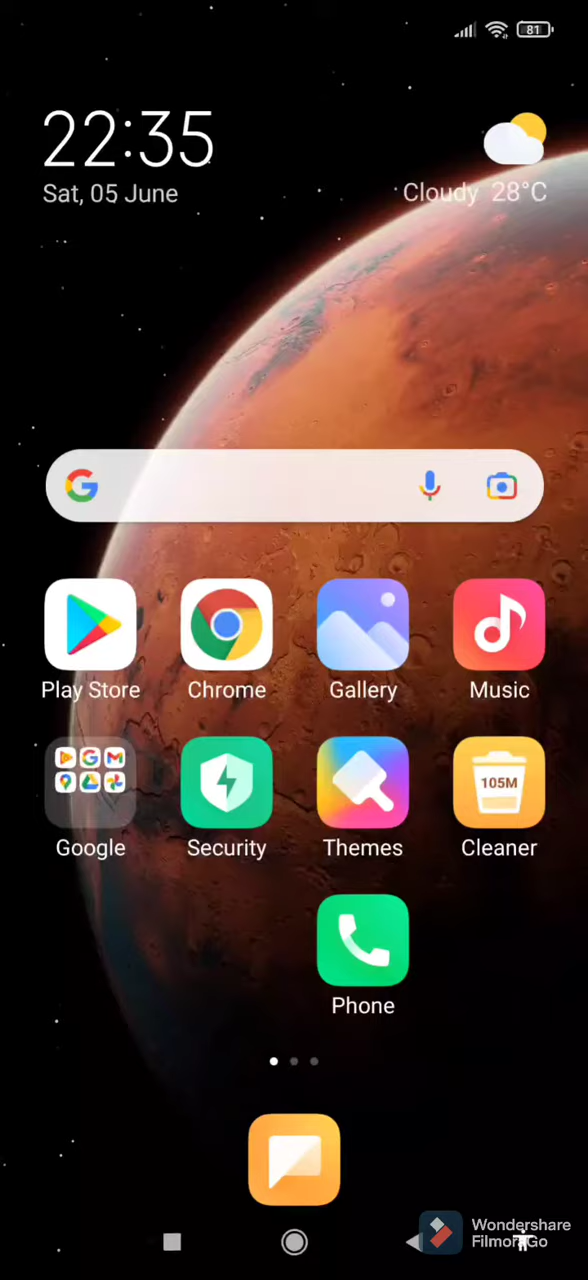 81
22:35
Sat, 05 June
Cloudy 28°C
Play Store
Chrome
Gallery
Music
105M
Google
Security
Themes
Cleaner
Phone
Wondershare
FilmoraGo